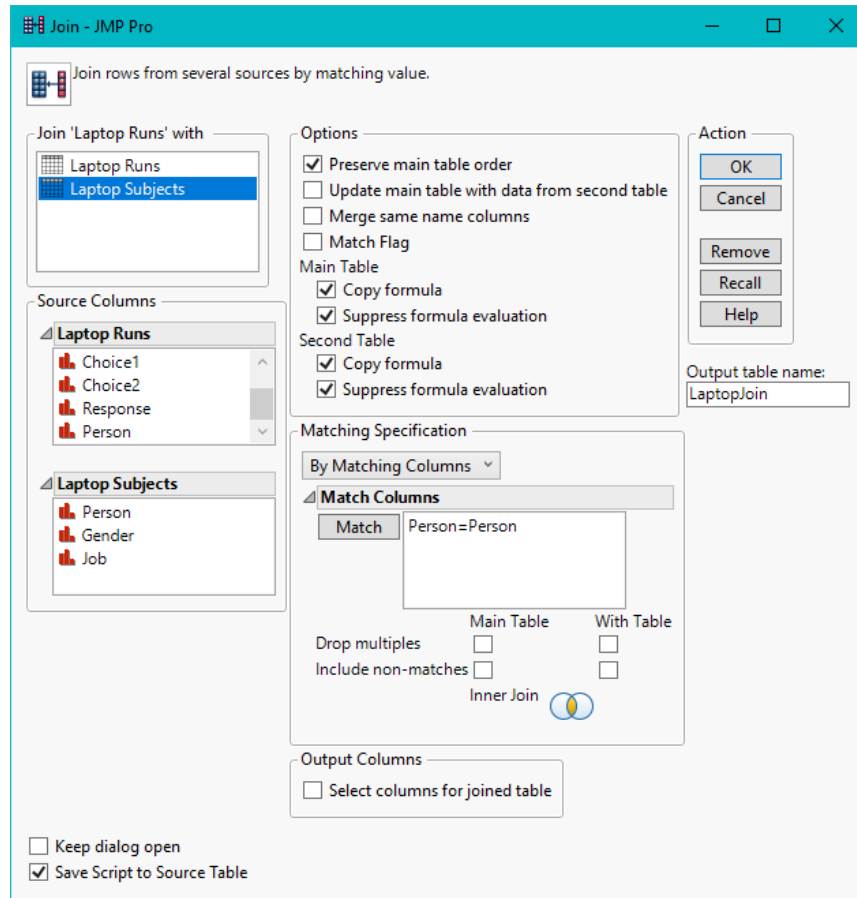 Join - JMP Pro
Join rows from several sources by matching value.
Join 'Laptop Runs' with
Laptop Runs
Laptop Subjects
Source Columns
Laptop Runs
Choice1
Choice2
Response
Person
Laptop Subjects
Person
Gender
Job
Options
Preserve main table order
Update main table with data from second table
Merge same name columns
Match Flag
Main Table
Copy formula
Suppress formula evaluation
Second Table
Copy formula
Suppress formula evaluation
Matching Specification
By Matching Columns
Match Columns
Match
Person=Person
Main Table With Table
Drop multiples
Include non-matches
Inner Join
Output Columns
Select columns for joined table
Action
OK
Cancel
Remove
Recall
Help
Output table name:
LaptopJoin
Keep dialog open
Save Script to Source Table